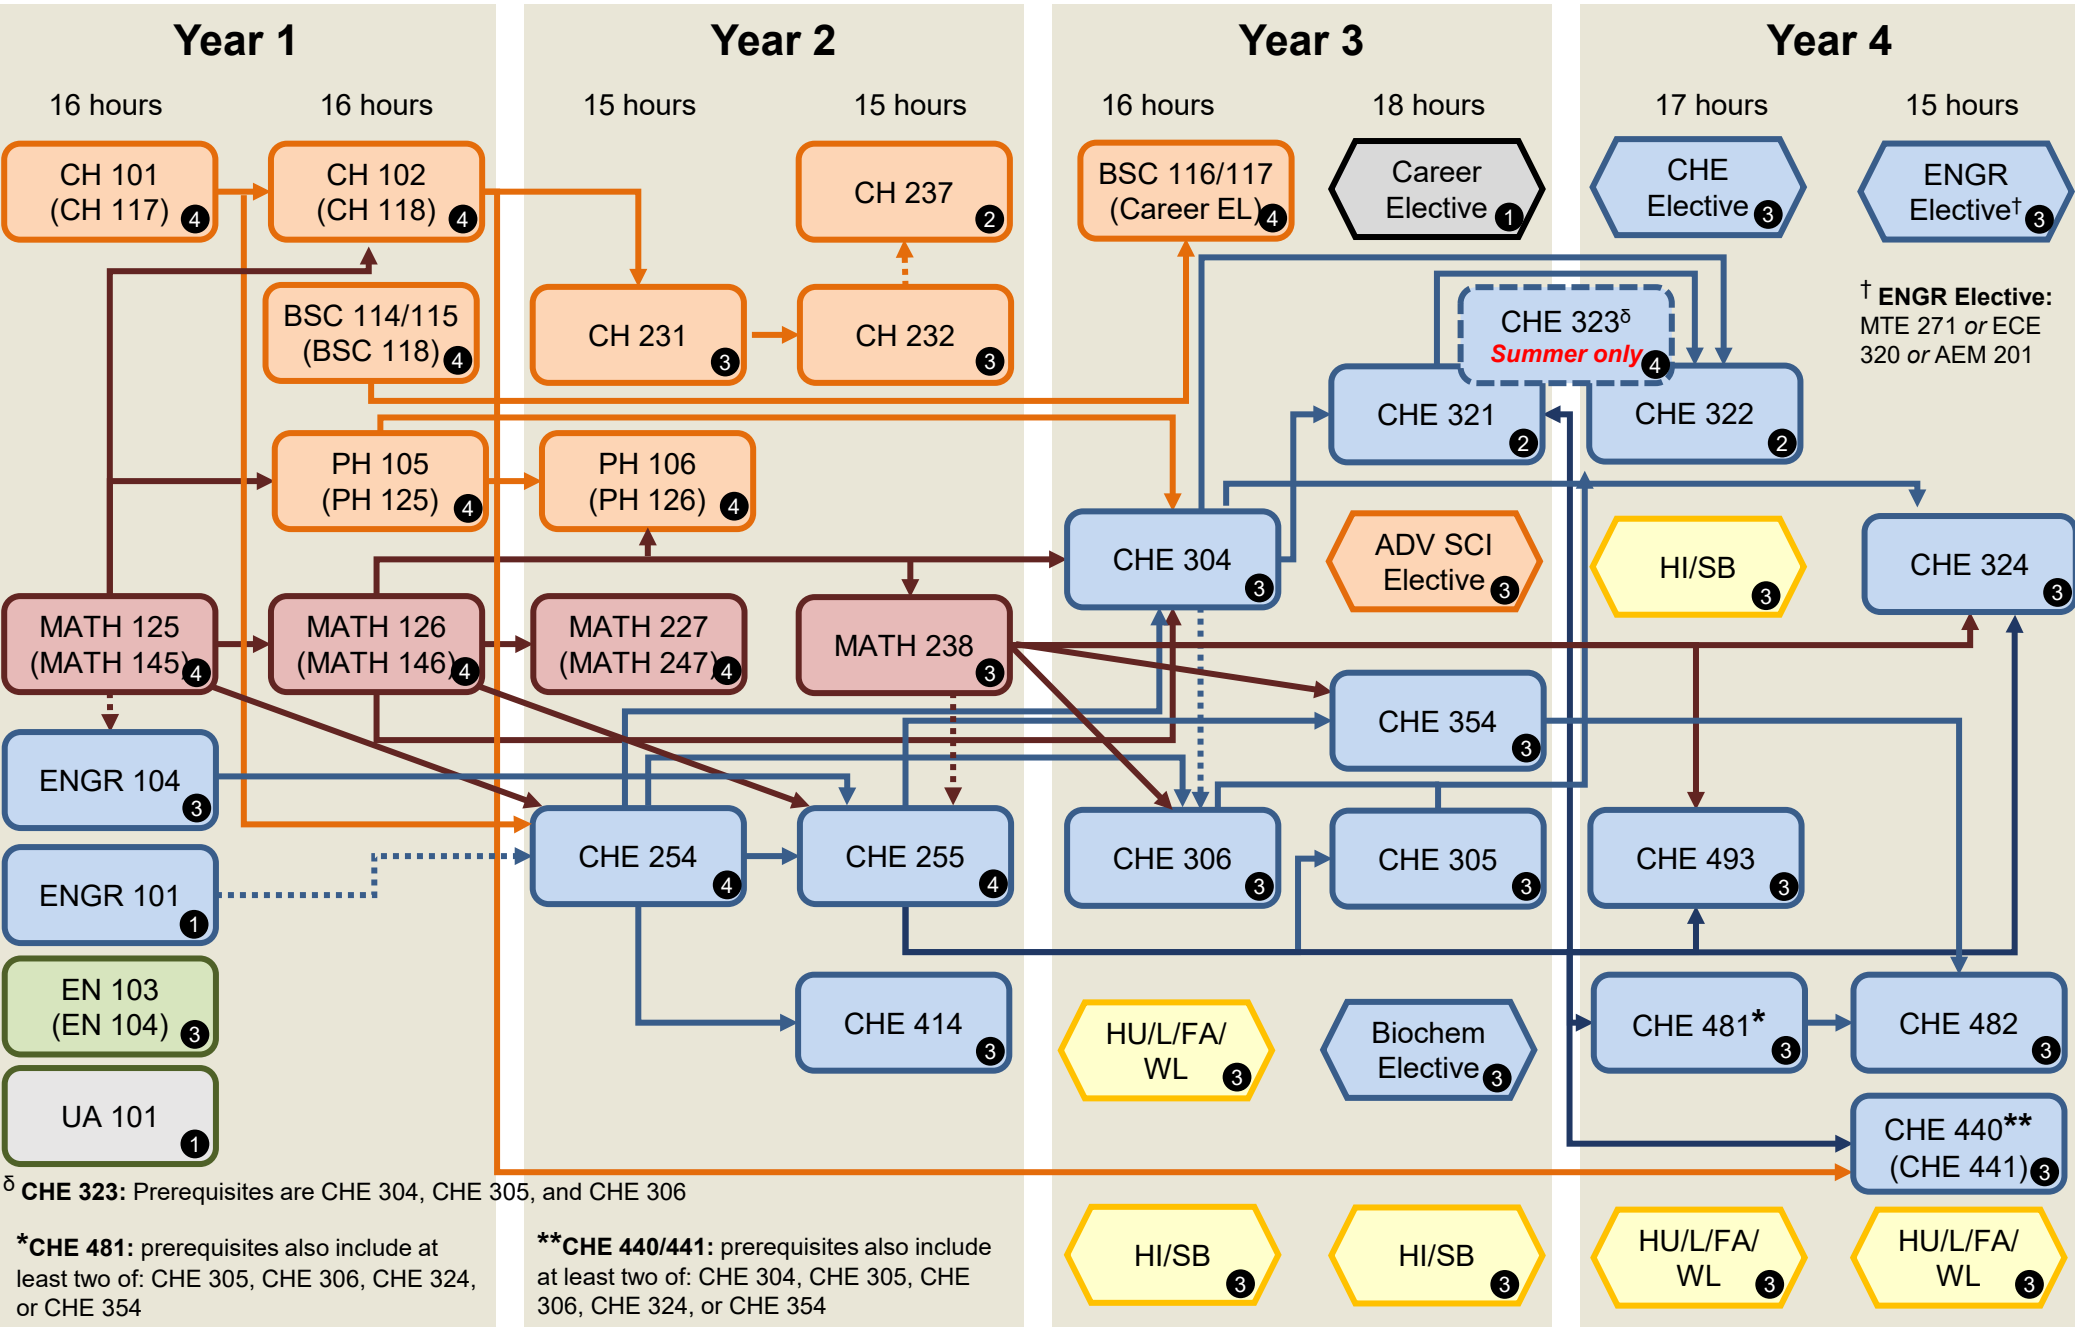 Year 1
Year 2
Year 3
Year 4
16 hours
16 hours
15 hours
15 hours
16 hours
18 hours
17 hours
15 hours
CH 101
(CH 117)
4
CH 102
(CH 118)
4
CH 237
2
BSC 116/117
(Career EL)
4
Career
Elective
1
CHE
Elective
3
ENGR
Elective†
3
BSC 114/115
(BSC 118)
4
CH 231
3
CH 232
3
CHE 323δ
Summer only
4
† ENGR Elective:
MTE 271 or ECE
320 or AEM 201
CHE 321
2
CHE 322
2
PH 105
(PH 125)
4
PH 106
(PH 126)
4
CHE 304
3
ADV SCI
Elective
3
HI/SB
3
CHE 324
3
MATH 125
(MATH 145)
4
MATH 126
(MATH 146)
4
MATH 227
(MATH 247)
4
MATH 238
3
CHE 354
3
ENGR 104
3
CHE 254
4
CHE 255
4
CHE 306
3
CHE 305
3
CHE 493
3
ENGR 101
1
EN 103
(EN 104)
3
CHE 414
3
HU/L/FA/
WL
3
Biochem
Elective
3
CHE 481*
3
CHE 482
3
UA 101
1
CHE 440**
(CHE 441)
3
δ CHE 323: Prerequisites are CHE 304, CHE 305, and CHE 306
*CHE 481: prerequisites also include at
least two of: CHE 305, CHE 306, CHE 324,
or CHE 354
**CHE 440/441: prerequisites also include
at least two of: CHE 304, CHE 305, CHE
306, CHE 324, or CHE 354
HI/SB
3
HI/SB
3
HU/L/FA/
WL
3
HU/L/FA/
WL
3